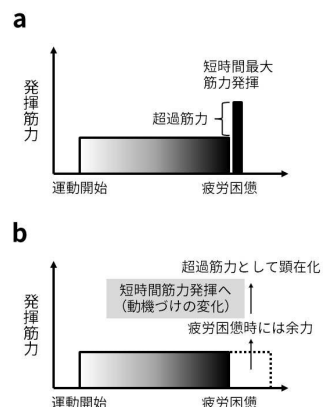 a
短時間最大
筋力発揮
超過筋力
発揮筋力
運動開始
疲労困憊
b
超過筋力として顕在化
短時間筋力発揮へ
（動機づけの変化）
疲労困憊時には余力
発揮筋力
運動開始
疲労困憊